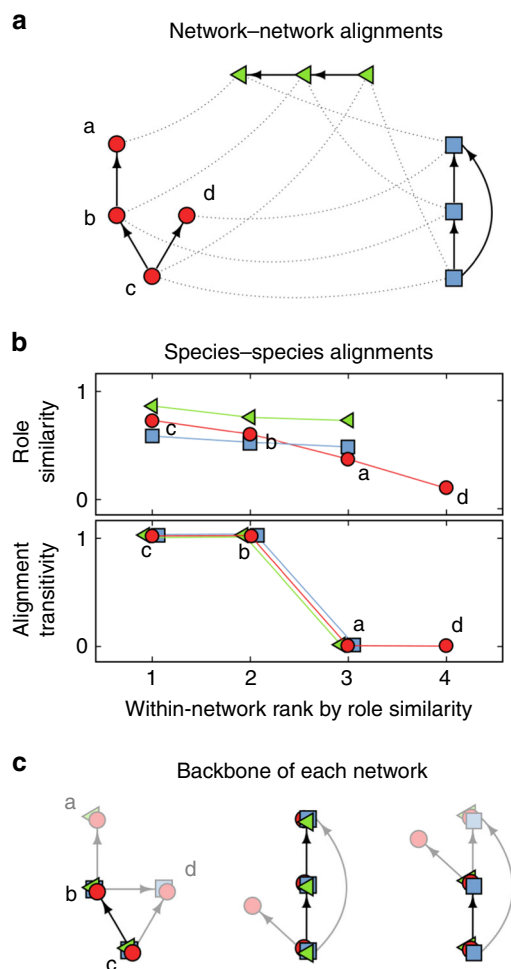 a
Network–network alignments
a
b
d
c
b
Species–species alignments
Role
similarity
1
0
c
b
a
d
Alignment
transitivity
1
0
c
b
a
d
1 2 3 4
Within-network rank by role similarity
c
Backbone of each network
a
b
d
c